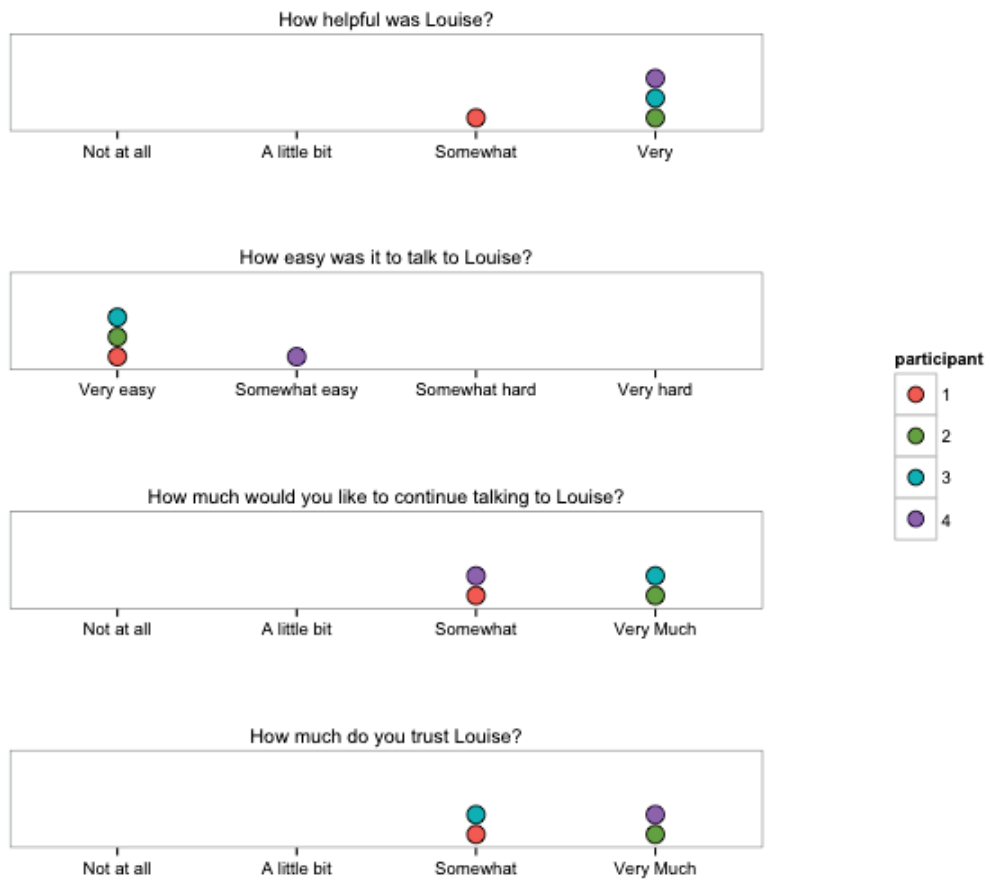 How helpful was Louise?
Not at all A little bit Somewhat Very
How easy was it to talk to Louise?
Very easy Somewhat easy Somewhat hard Very hard
participant
1
2
3
4
How much would you like to continue talking to Louise?
Not at all A little bit Somewhat Very Much
How much do you trust Louise?
Not at all A little bit Somewhat Very Much